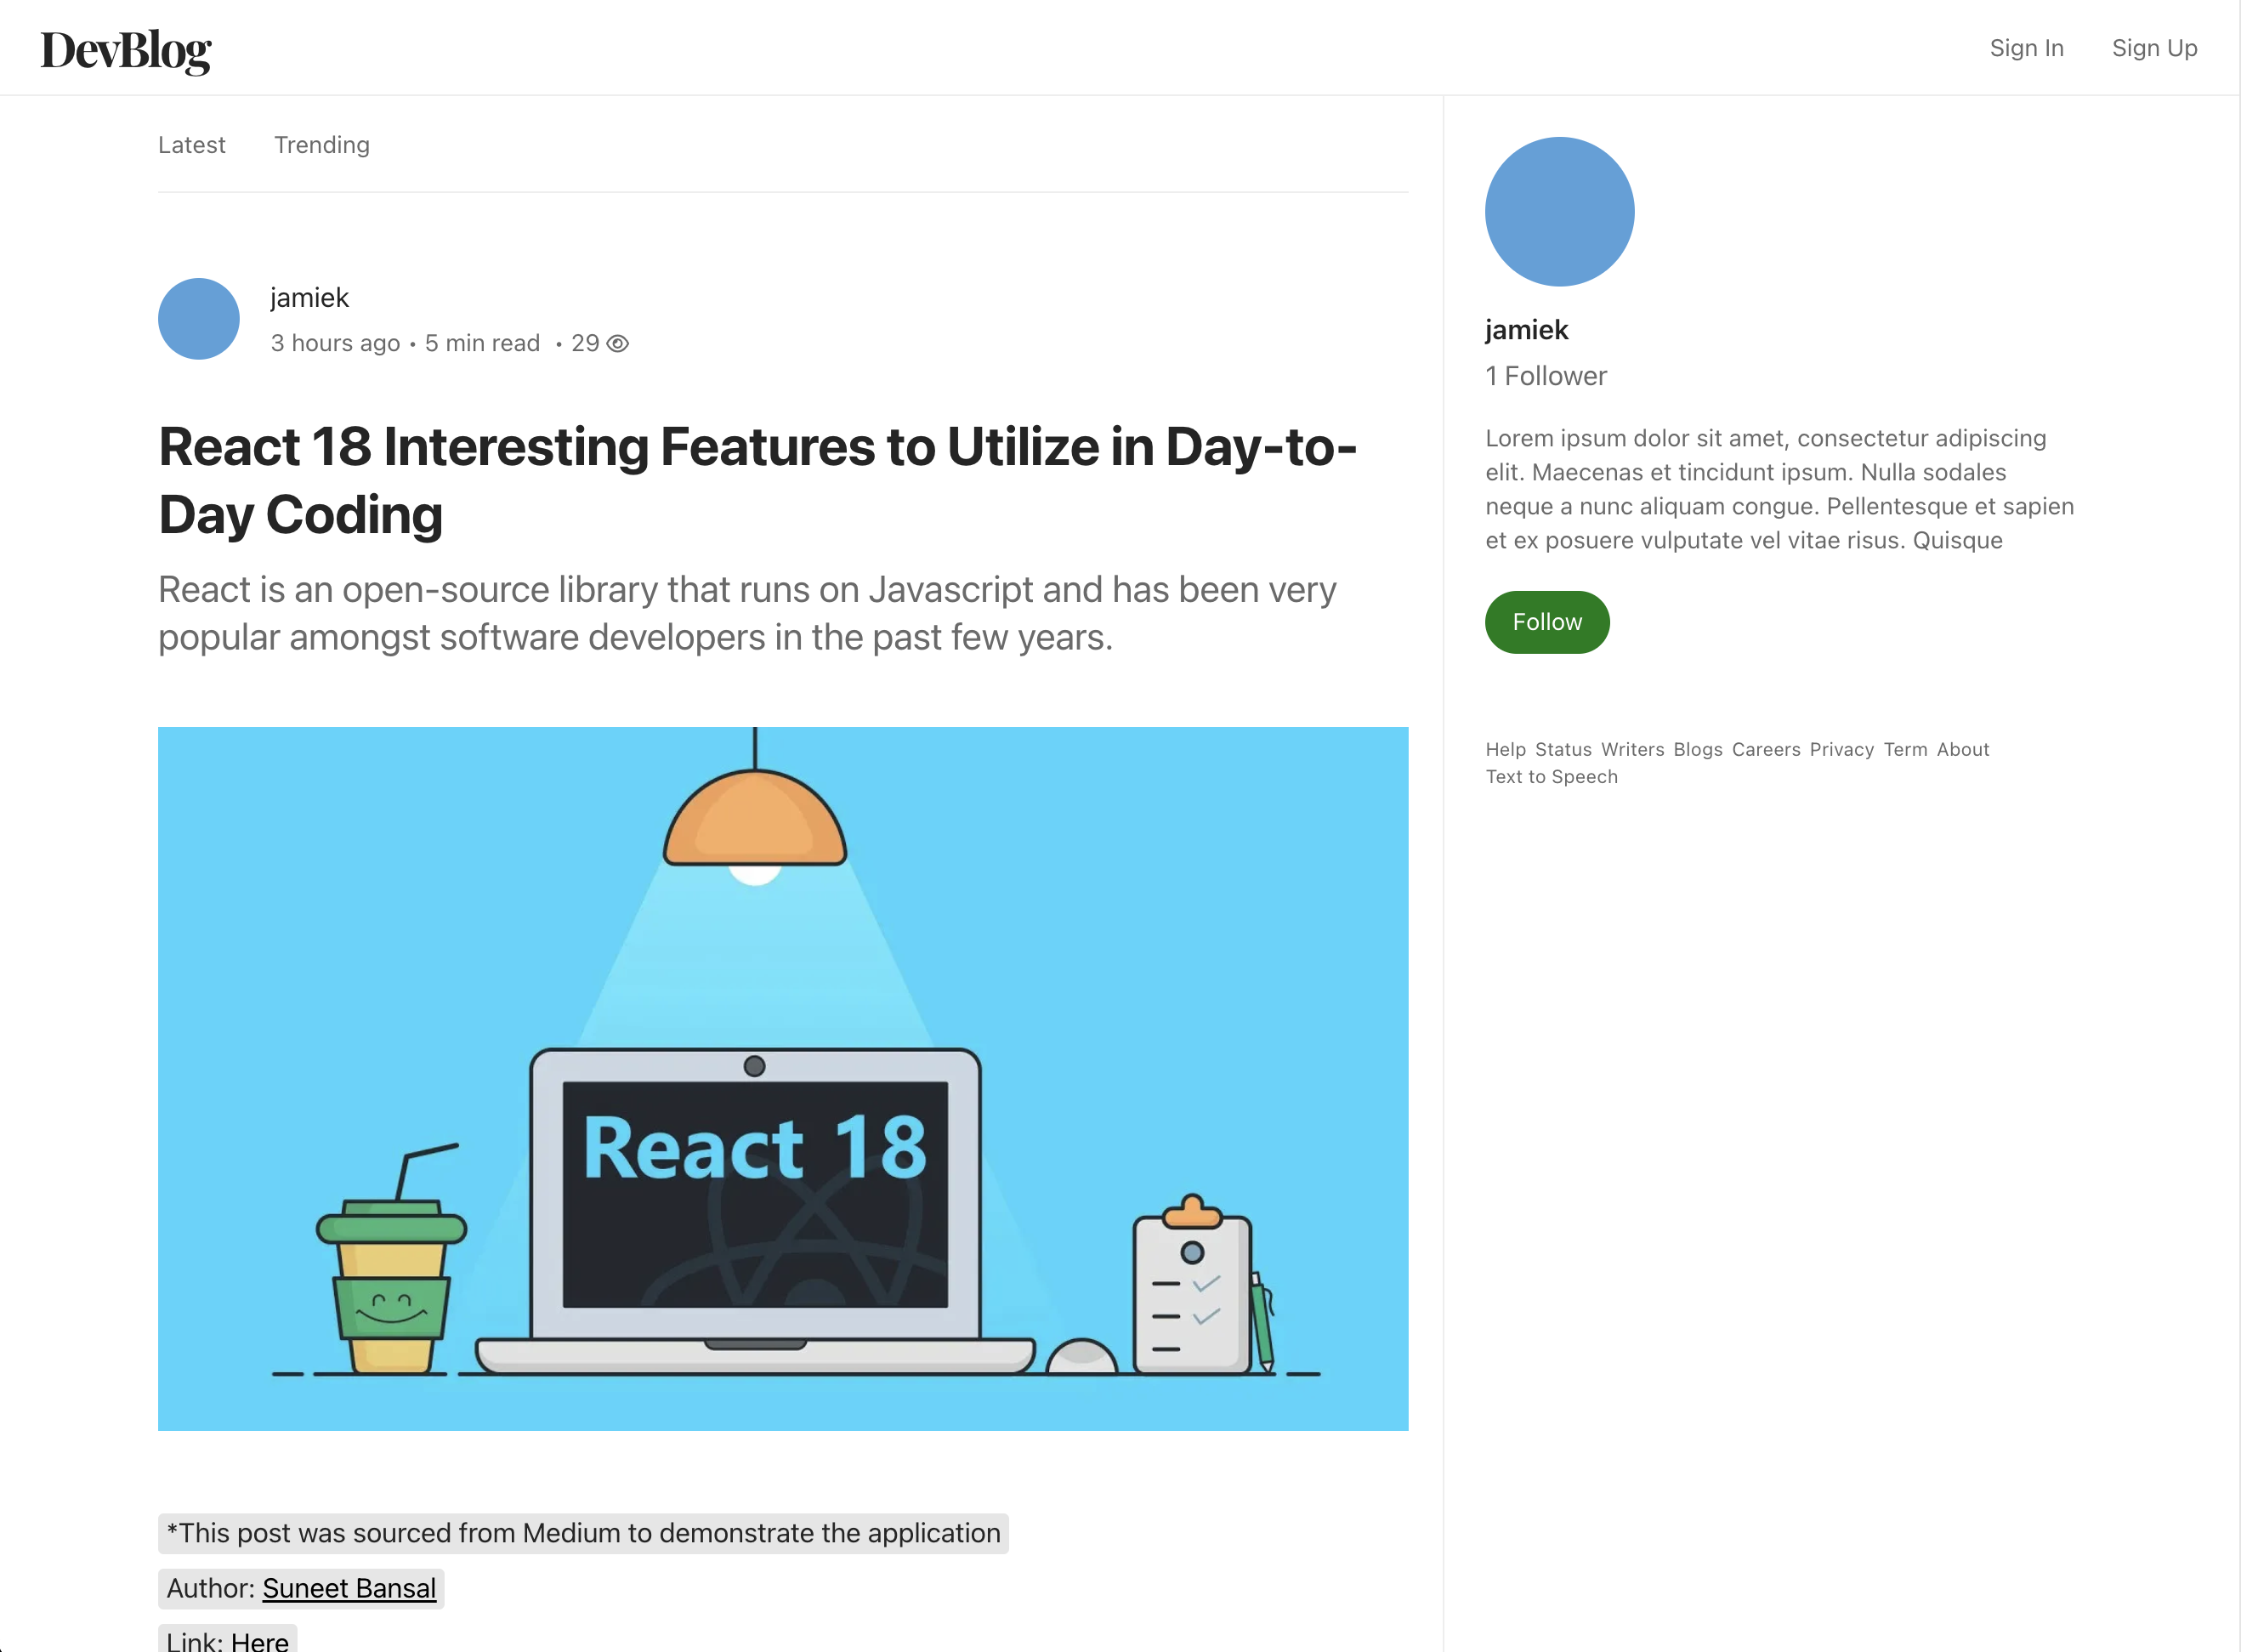 DevBlog
Sign In
Sign Up
Latest
Trending
jamiek
3 hours ago • 5 min read • 29
React 18 Interesting Features to Utilize in Day-to-
Day Coding
React is an open-source library that runs on Javascript and has been very
popular amongst software developers in the past few years.
React 18
*This post was sourced from Medium to demonstrate the application
Author: Suneet Bansal
Link: Here
jamiek
1 Follower
Lorem ipsum dolor sit amet, consectetur adipiscing
elit. Maecenas et tincidunt ipsum. Nulla sodales
neque a nunc aliquam congue. Pellentesque et sapien
et ex posuere vulputate vel vitae risus. Quisque
Follow
Help Status Writers Blogs Careers Privacy Term About
Text to Speech